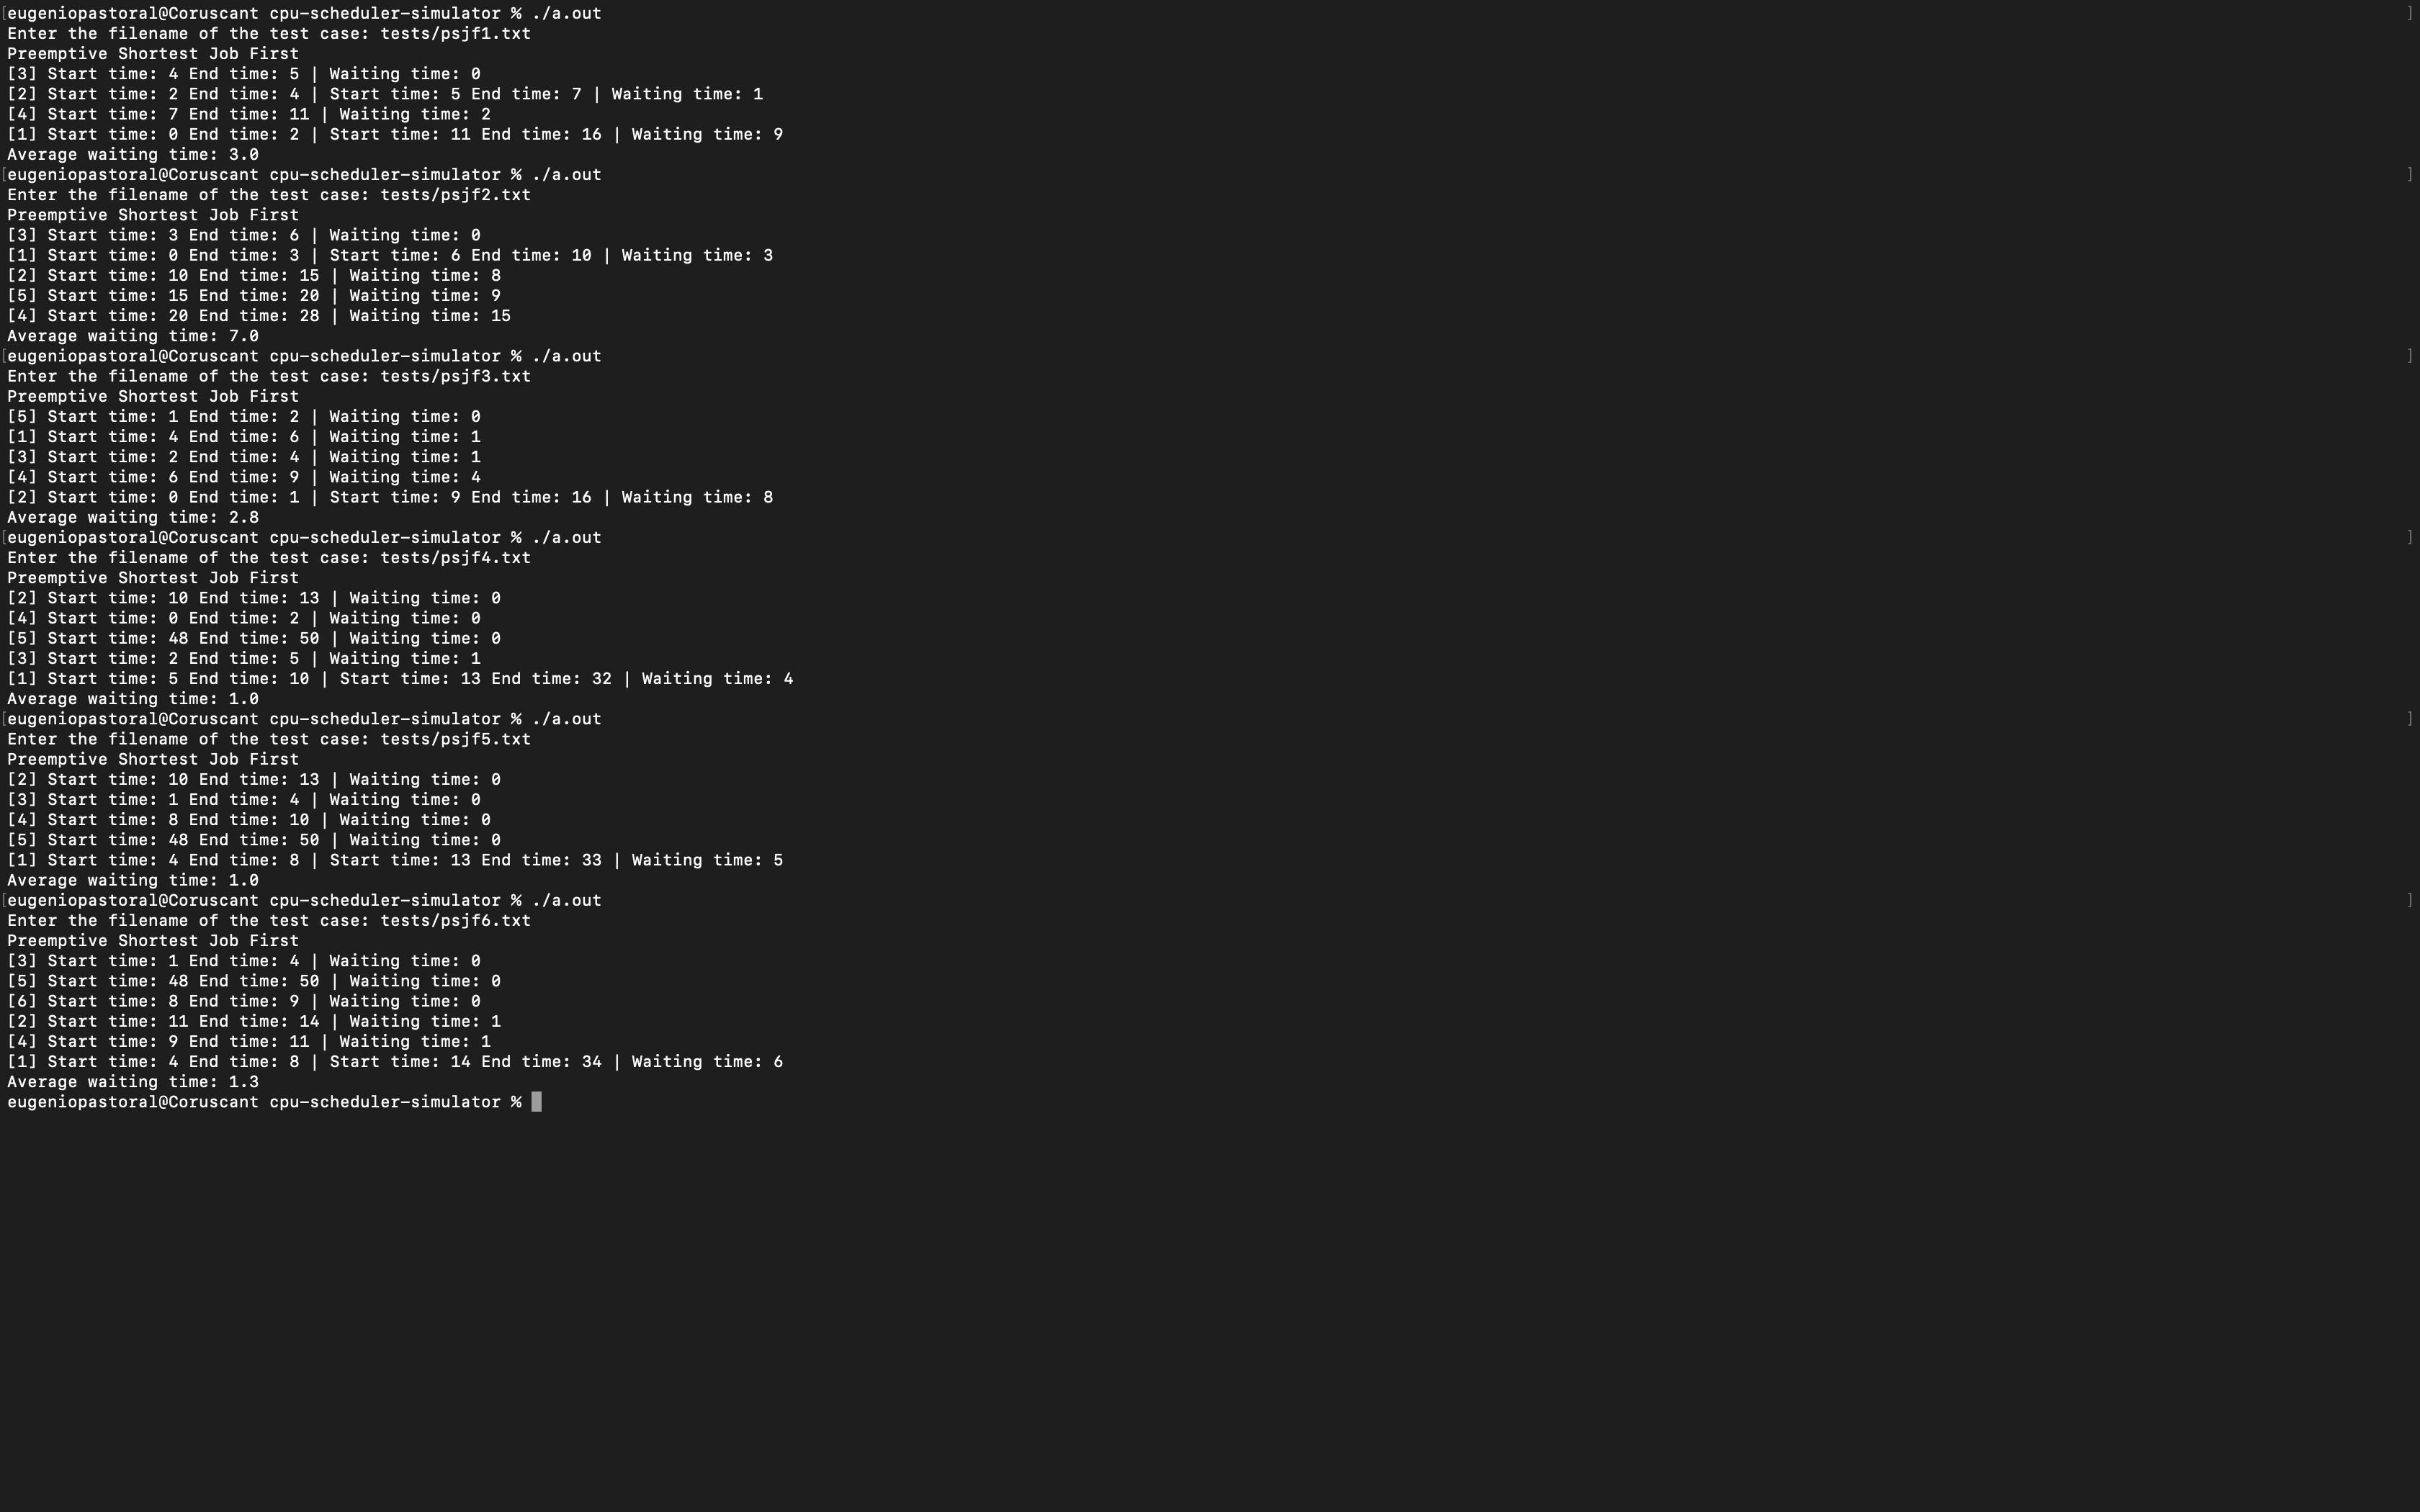 [eugeniopastoral@Coruscant cpu-scheduler-simulator % ./a.out ]
Enter the filename of the test case: tests/psjf1.txt
Preemptive Shortest Job First
[3] Start time: 4 End time: 5 | Waiting time: 0
[2] Start time: 2 End time: 4 | Start time: 5 End time: 7 | Waiting time: 1
[4] Start time: 7 End time: 11 | Waiting time: 2
[1] Start time: 0 End time: 2 | Start time: 11 End time: 16 | Waiting time: 9
Average waiting time: 3.0
[eugeniopastoral@Coruscant cpu-scheduler-simulator % ./a.out ]
Enter the filename of the test case: tests/psjf2.txt
Preemptive Shortest Job First
[3] Start time: 3 End time: 6 | Waiting time: 0
[1] Start time: 0 End time: 3 | Start time: 6 End time: 10 | Waiting time: 3
[2] Start time: 10 End time: 15 | Waiting time: 8
[5] Start time: 15 End time: 20 | Waiting time: 9
[4] Start time: 20 End time: 28 | Waiting time: 15
Average waiting time: 7.0
[eugeniopastoral@Coruscant cpu-scheduler-simulator % ./a.out ]
Enter the filename of the test case: tests/psjf3.txt
Preemptive Shortest Job First
[5] Start time: 1 End time: 2 | Waiting time: 0
[1] Start time: 4 End time: 6 | Waiting time: 1
[3] Start time: 2 End time: 4 | Waiting time: 1
[4] Start time: 6 End time: 9 | Waiting time: 4
[2] Start time: 0 End time: 1 | Start time: 9 End time: 16 | Waiting time: 8
Average waiting time: 2.8
[eugeniopastoral@Coruscant cpu-scheduler-simulator % ./a.out ]
Enter the filename of the test case: tests/psjf4.txt
Preemptive Shortest Job First
[2] Start time: 10 End time: 13 | Waiting time: 0
[4] Start time: 0 End time: 2 | Waiting time: 0
[5] Start time: 48 End time: 50 | Waiting time: 0
[3] Start time: 2 End time: 5 | Waiting time: 1
[1] Start time: 5 End time: 10 | Start time: 13 End time: 32 | Waiting time: 4
Average waiting time: 1.0
[eugeniopastoral@Coruscant cpu-scheduler-simulator % ./a.out ]
Enter the filename of the test case: tests/psjf5.txt
Preemptive Shortest Job First
[2] Start time: 10 End time: 13 | Waiting time: 0
[3] Start time: 1 End time: 4 | Waiting time: 0
[4] Start time: 8 End time: 10 | Waiting time: 0
[5] Start time: 48 End time: 50 | Waiting time: 0
[1] Start time: 4 End time: 8 | Start time: 13 End time: 33 | Waiting time: 5
Average waiting time: 1.0
[eugeniopastoral@Coruscant cpu-scheduler-simulator % ./a.out ]
Enter the filename of the test case: tests/psjf6.txt
Preemptive Shortest Job First
[3] Start time: 1 End time: 4 | Waiting time: 0
[5] Start time: 48 End time: 50 | Waiting time: 0
[6] Start time: 8 End time: 9 | Waiting time: 0
[2] Start time: 11 End time: 14 | Waiting time: 1
[4] Start time: 9 End time: 11 | Waiting time: 1
[1] Start time: 4 End time: 8 | Start time: 14 End time: 34 | Waiting time: 6
Average waiting time: 1.3
eugeniopastoral@Coruscant cpu-scheduler-simulator %